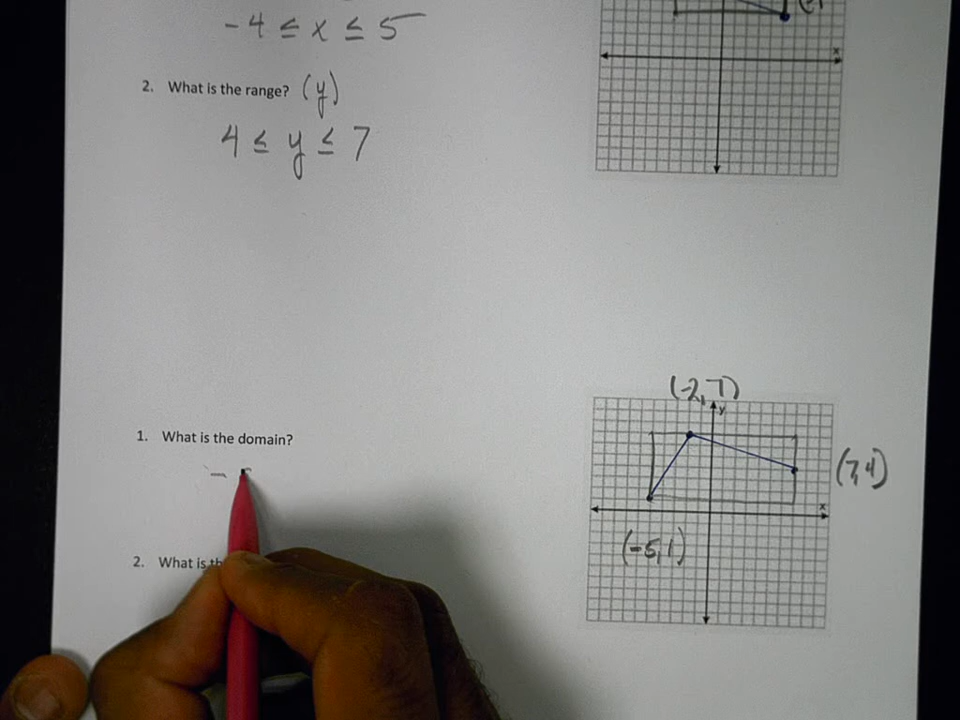 -4 ≤ x ≤ 5
2. What is the range? (y)
4 ≤ y ≤ 7
x
(-2, 7)
y
1. What is the domain?
(7,4)
x
-
(-5,1)
2. What is th